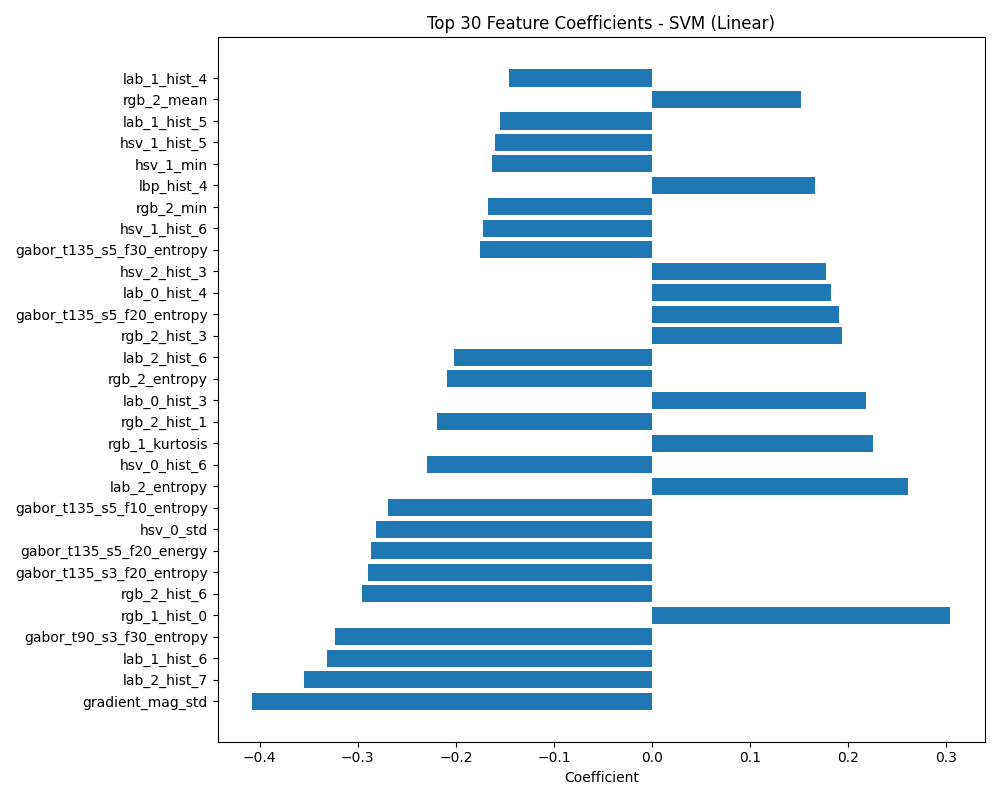 Top 30 Feature Coefficients - SVM (Linear)
lab_1_hist_4
rgb_2_mean
lab_1_hist_5
hsv_1_hist_5
hsv_1_min
lbp_hist_4
rgb_2_min
hsv_1_hist_6
gabor_t135_s5_f30_entropy
hsv_2_hist_3
lab_0_hist_4
gabor_t135_s5_f20_entropy
rgb_2_hist_3
lab_2_hist_6
rgb_2_entropy
lab_0_hist_3
rgb_2_hist_1
rgb_1_kurtosis
hsv_0_hist_6
lab_2_entropy
gabor_t135_s5_f10_entropy
hsv_0_std
gabor_t135_s5_f20_energy
gabor_t135_s3_f20_entropy
rgb_2_hist_6
rgb_1_hist_0
gabor_t90_s3_f30_entropy
lab_1_hist_6
lab_2_hist_7
gradient_mag_std
−0.4 −0.3 −0.2 −0.1 0.0 0.1 0.2 0.3
Coefficient